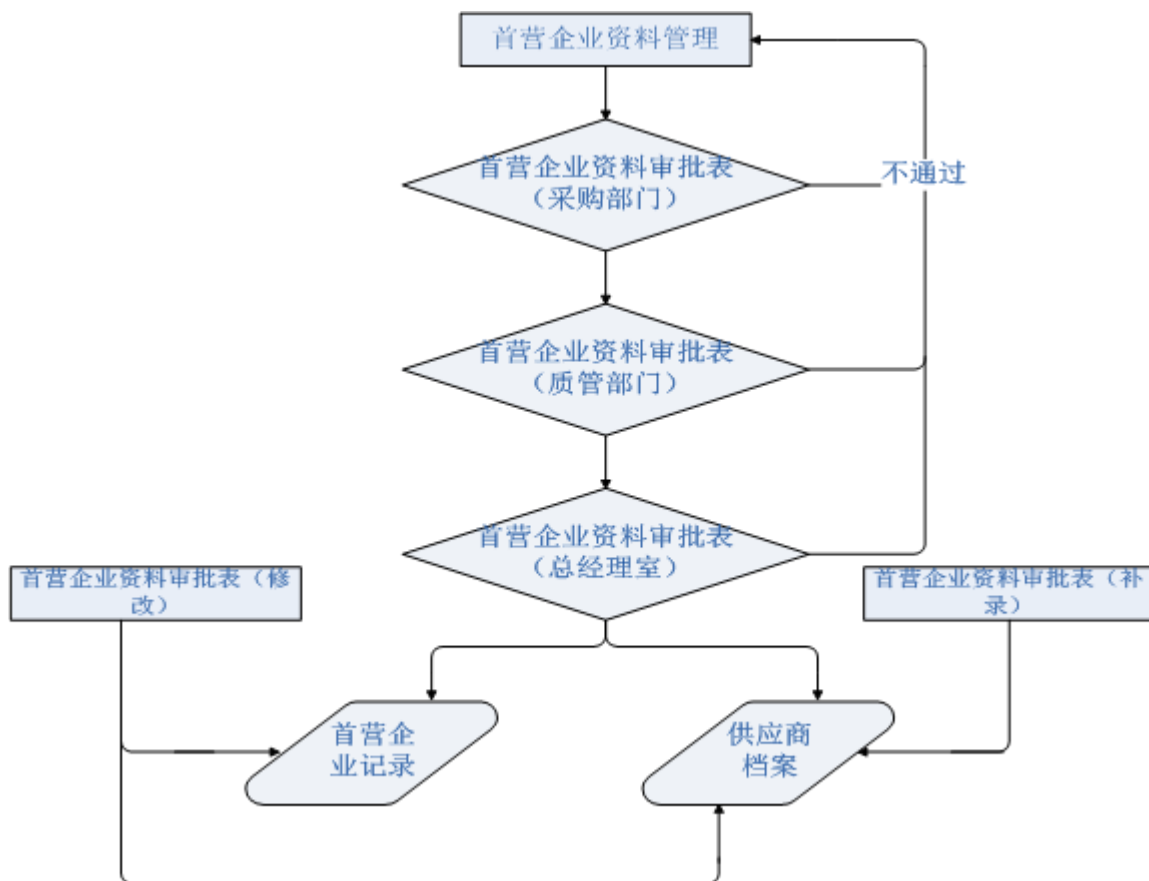 首营企业资料管理
首营企业资料审批表
（采购部门）
不通过
首营企业资料审批表
（质管部门）
首营企业资料审批表
（总经理室）
首营企业资料审批表（修
改）
首营企业资料审批表（补
录）
首营企
业记录
供应商
档案